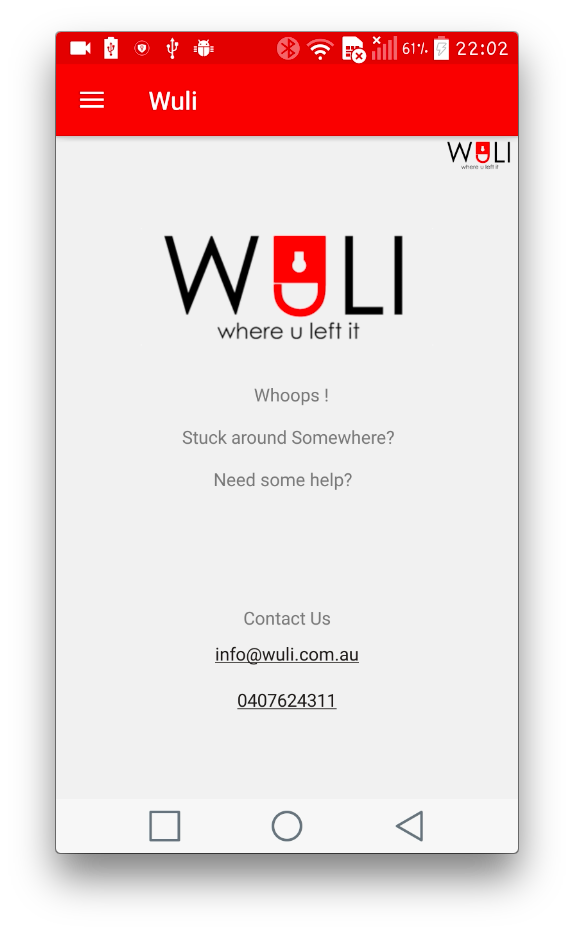 61% 22:02
Wuli
WULI
where u left it
WULI
where u left it
Whoops !
Stuck around Somewhere?
Need some help?
Contact Us
info@wuli.com.au
0407624311